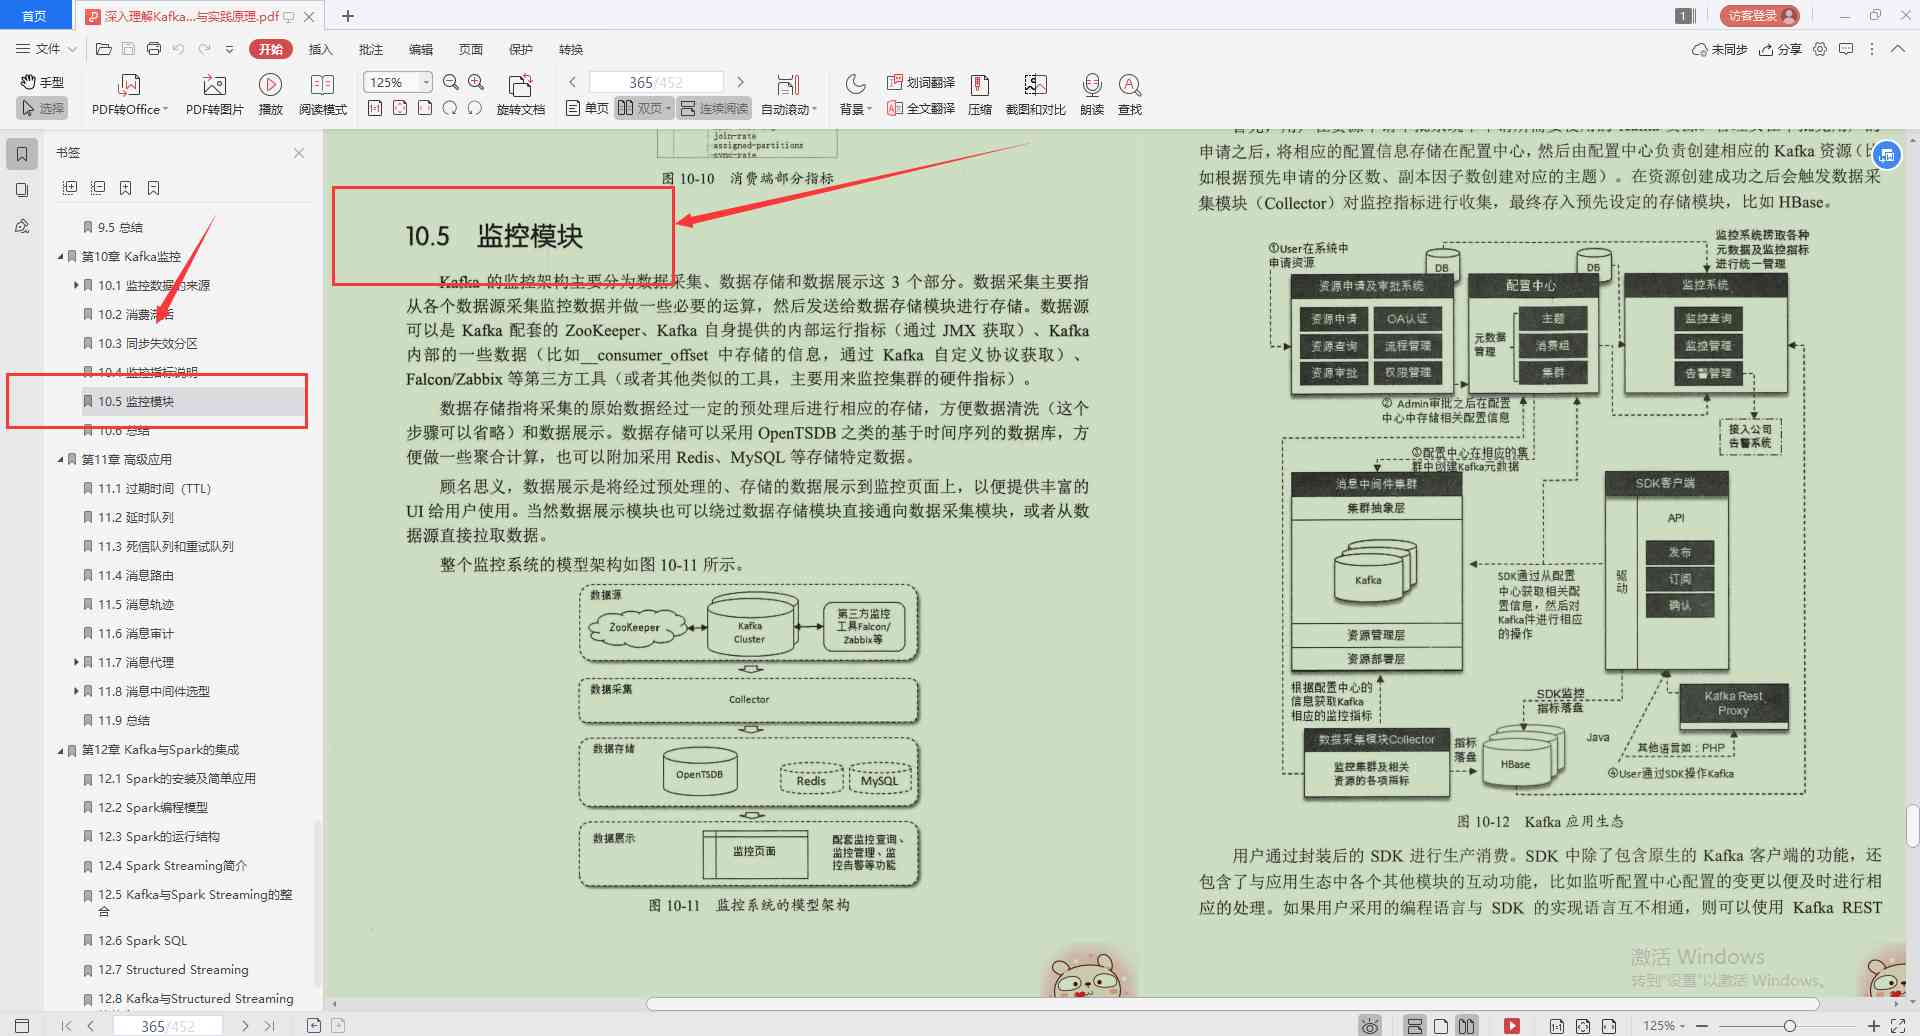 首页
深入理解Kafka...与实践原理.pdf
1
访客登录
文件
开始
插入
批注
编辑
页面
保护
转换
未同步
分享
手型
选择
PDF转Office
PDF转图片
播放
阅读模式
125%
旋转文档
365/452
单页
双页
连续阅读
自动滚动
背景
划词翻译
全文翻译
压缩
截图和对比
朗读
查找
书签
9.5 总结
第10章 Kafka监控
10.1 监控数据的来源
10.2 消费滞后
10.3 同步失效分区
10.4 监控指标说明
10.5 监控模块
10.6 总结
第11章 高级应用
11.1 过期时间（TTL）
11.2 延时队列
11.3 死信队列和重试队列
11.4 消息路由
11.5 消息轨迹
11.6 消息审计
11.7 消息代理
11.8 消息中间件选型
11.9 总结
第12章 Kafka与Spark的集成
12.1 Spark的安装及简单应用
12.2 Spark编程模型
12.3 Spark的运行结构
12.4 Spark Streaming简介
12.5 Kafka与Spark Streaming的整
合
12.6 Spark SQL
12.7 Structured Streaming
12.8 Kafka与Structured Streaming
join-rate
assigned-partitions
sync-rate
图 10-10 消费端部分指标
10.5 监控模块
Kafka 的监控架构主要分为数据采集、数据存储和数据展示这 3 个部分。数据采集主要指
从各个数据源采集监控数据并做一些必要的运算，然后发送给数据存储模块进行存储。数据源
可以是 Kafka 配套的 ZooKeeper、Kafka 自身提供的内部运行指标（通过 JMX 获取）、Kafka
内部的一些数据（比如__consumer_offset 中存储的信息，通过 Kafka 自定义协议获取）、
Falcon/Zabbix 等第三方工具（或者其他类似的工具，主要用来监控集群的硬件指标）。
数据存储指将采集的原始数据经过一定的预处理后进行相应的存储，方便数据清洗（这个
步骤可以省略）和数据展示。数据存储可以采用 OpenTSDB 之类的基于时间序列的数据库，方
便做一些聚合计算，也可以附加采用 Redis、MySQL 等存储特定数据。
顾名思义，数据展示是将经过预处理的、存储的数据展示到监控页面上，以便提供丰富的
UI 给用户使用。当然数据展示模块也可以绕过数据存储模块直接通向数据采集模块，或者从数
据源直接拉取数据。
整个监控系统的模型架构如图 10-11 所示。
数据源
ZooKeeper
Kafka
Cluster
第三方监控
工具Falcon/
Zabbix等
数据采集
Collector
数据存储
OpenTSDB
Redis
MySQL
数据展示
监控页面
配套监控查询、
监控管理、监
控告警等功能
图 10-11 监控系统的模型架构
申请之后，将相应的配置信息存储在配置中心，然后由配置中心负责创建相应的 Kafka 资源（比
如根据预先申请的分区数、副本因子数创建对应的主题）。在资源创建成功之后会触发数据采
集模块（Collector）对监控指标进行收集，最终存入预先设定的存储模块，比如 HBase。
①User在系统中
申请资源
DB
DB
监控系统捞取各种
元数据及监控指标
进行统一管理
资源申请及审批系统
资源申请
OA认证
资源查询
流程管理
资源审批
权限管理
配置中心
元数据
管理
主题
消费组
集群
监控系统
监控查询
监控管理
告警管理
② Admin审批之后在配置
中心中存储相关配置信息
接入公司
告警系统
③配置中心在相应的集
群中创建Kafka元数据
消息中间件集群
集群抽象层
Kafka
资源管理层
资源部署层
SDK客户端
API
驱
动
发布
订阅
确认
SDK通过从配置
中心获取相关配
置信息，然后对
Kafka件进行相应
的操作
根据配置中心的
信息获取Kafka
相应的监控指标
SDK监控
指标落盘
Kafka Rest
Proxy
数据采集模块Collector
监控集群及相关
资源的各项指标
指标
落盘
HBase
Java
其他语言如：PHP
④User通过SDK操作Kafka
图 10-12 Kafka 应用生态
用户通过封装后的 SDK 进行生产消费。SDK 中除了包含原生的 Kafka 客户端的功能，还
包含了与应用生态中各个其他模块的互动功能，比如监听配置中心配置的变更以便及时进行相
应的处理。如果用户采用的编程语言与 SDK 的实现语言互不相通，则可以使用 Kafka REST
激活 Windows
转到"设置"以激活 Windows。
365/452
125%